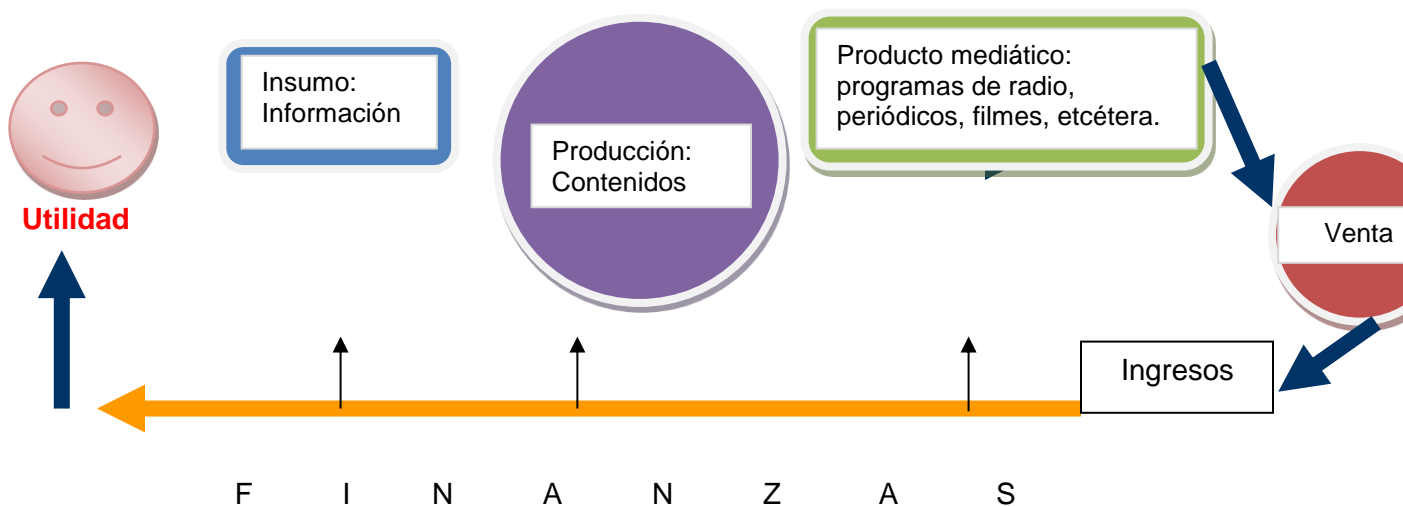 Insumo:
Información
Producción:
Contenidos
Producto mediático:
programas de radio,
periódicos, filmes, etcétera.
Venta
Utilidad
Ingresos
F I N A N Z A S